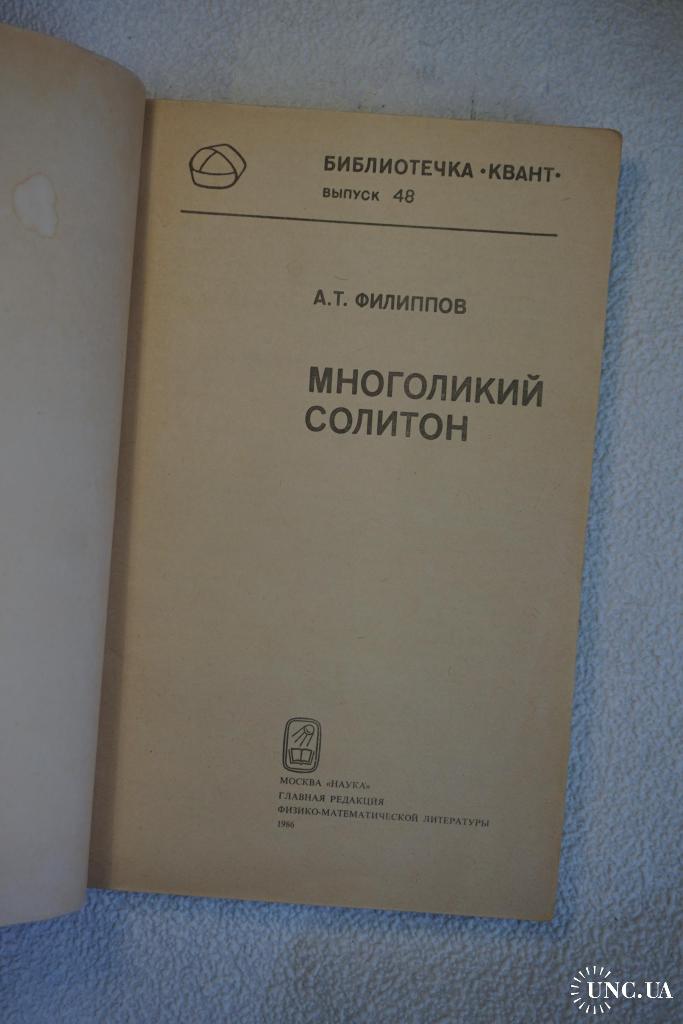 БИБЛИОТЕЧКА •КВАНТ•
ВЫПУСК 48
А.Т. ФИЛИППОВ
МНОГОЛИКИЙ
СОЛИТОН
МОСКВА «НАУКА»
ГЛАВНАЯ РЕДАКЦИЯ
ФИЗИКО-МАТЕМАТИЧЕСКОЙ ЛИТЕРАТУРЫ
1986
UNC.UA